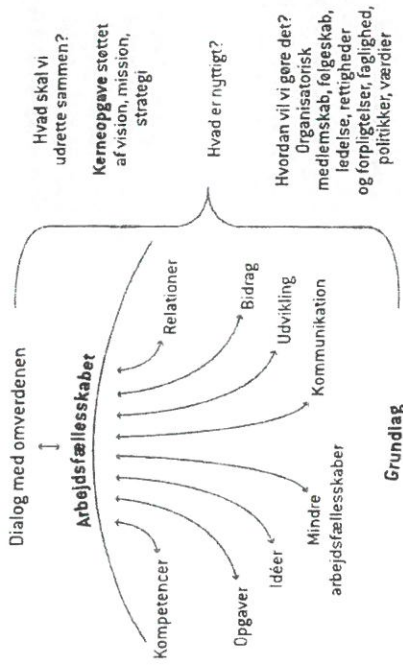 Dialog med omverdenen
Arbejdsfællesskabet
Kompetencer
Opgaver
Idéer
Mindre
arbejdsfællesskaber
Kommunikation
Udvikling
Bidrag
Relationer
Grundlag
Hvad skal vi
udrette sammen?
Kerneopgave støttet
af vision, mission,
strategi
Hvad er nyttigt?
Hvordan vil vi gøre det?
Organisatorisk
medlemskab, følgeskab,
ledelse, rettigheder
og forpligtelser, faglighed,
politikker, værdier